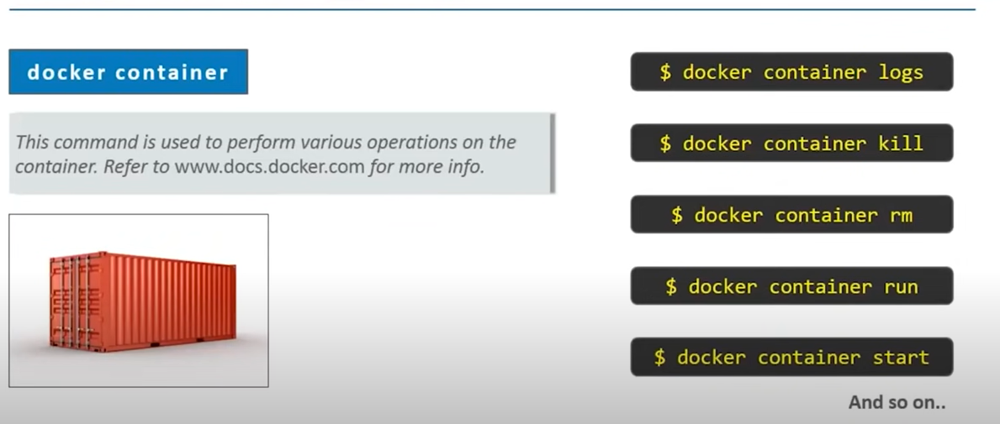 docker container
This command is used to perform various operations on the
container. Refer to www.docs.docker.com for more info.
$ docker container logs
$ docker container kill
$ docker container rm
$ docker container run
$ docker container start
And so on..